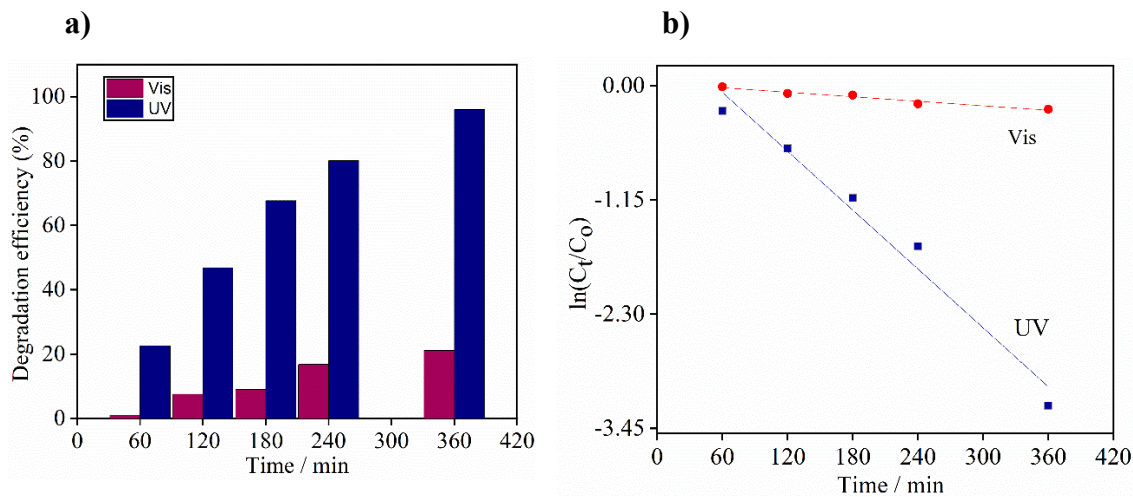 a)
Vis
UV
100
80
60
40
20
0
Degradation efficiency (%)
0 60 120 180 240 300 360 420
Time / min
b)
0.00
-1.15
-2.30
-3.45
ln(Ct/Co)
Vis
UV
0 60 120 180 240 300 360 420
Time / min